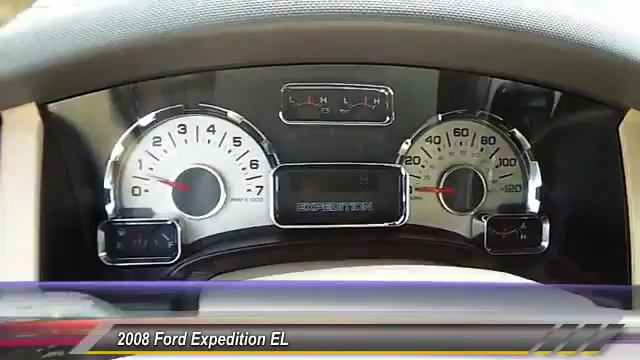 L H L H
0 1 2 3 4 5 6 7
RPM X 1000
20 40 60 80 100 120
EXPEDITION
H
2008 Ford Expedition EL